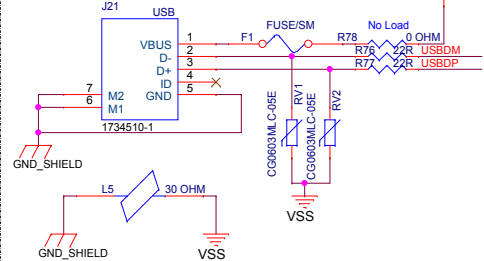 J21
USB
FUSE/SM
No Load
VBUS 1 F1 R78 0 OHM
D- 2 R76 22R USBDM
D+ 3 R77 22R USBDP
ID 4
7 M2 GND 5
6 M1
1734510-1
CG0603MLC-05E
RV1
CG0603MLC-05E
RV2
GND_SHIELD
L5 30 OHM
VSS
GND_SHIELD
VSS